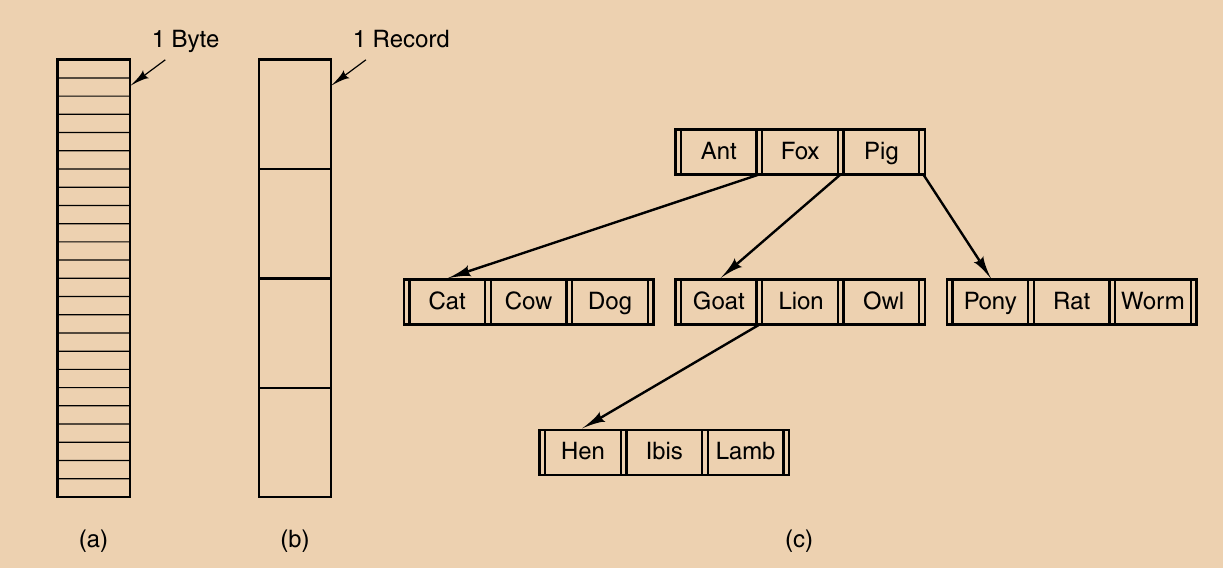 1 Byte
1 Record
Ant Fox Pig
Cat Cow Dog
Goat Lion Owl
Pony Rat Worm
Hen Ibis Lamb
(a)
(b)
(c)